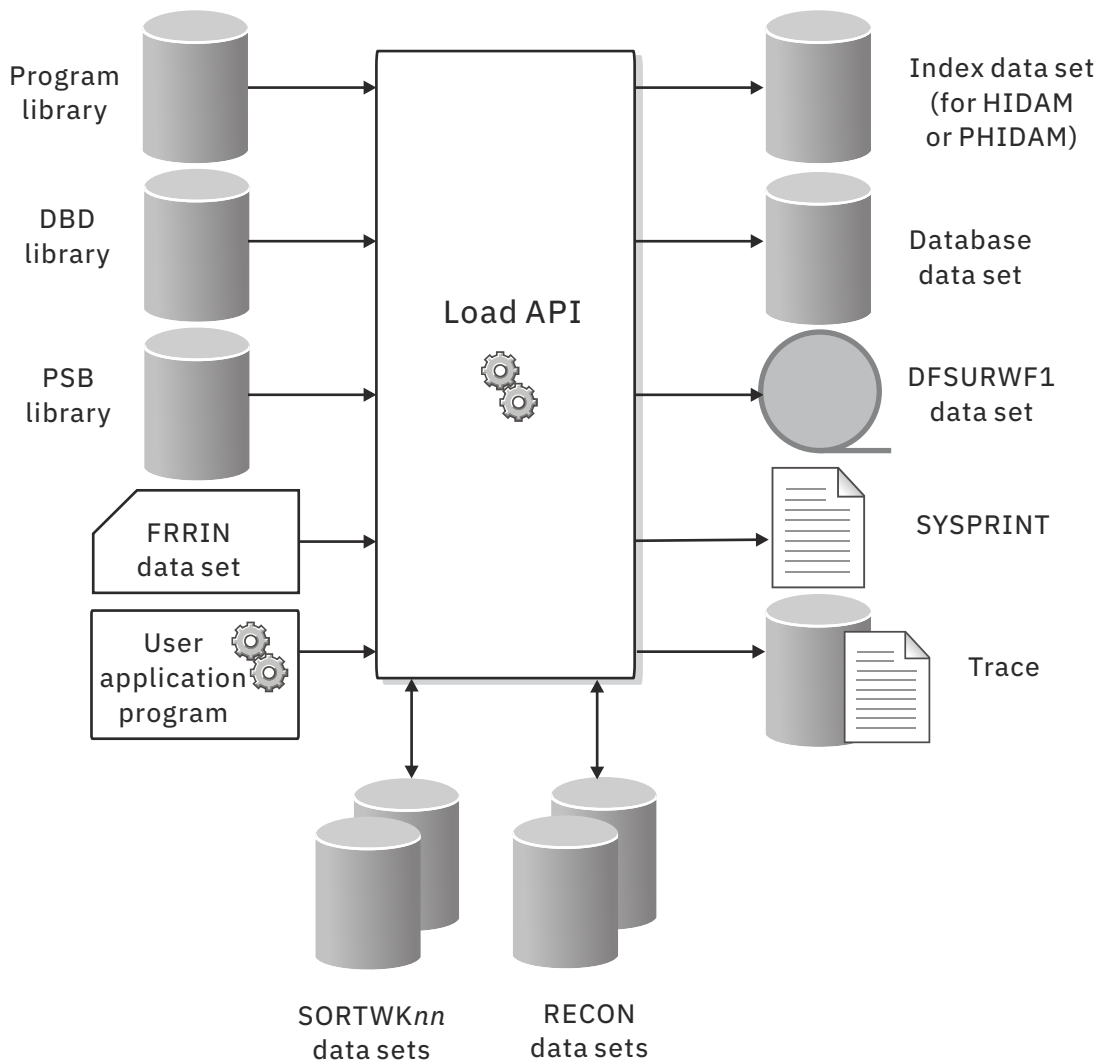 Program
library
DBD
library
PSB
library
FRRIN
data set
User
application
program
Load API
Index data set
(for HIDAM
or PHIDAM)
Database
data set
DFSURWF1
data set
SYSPRINT
Trace
SORTWKnn
data sets
RECON
data sets